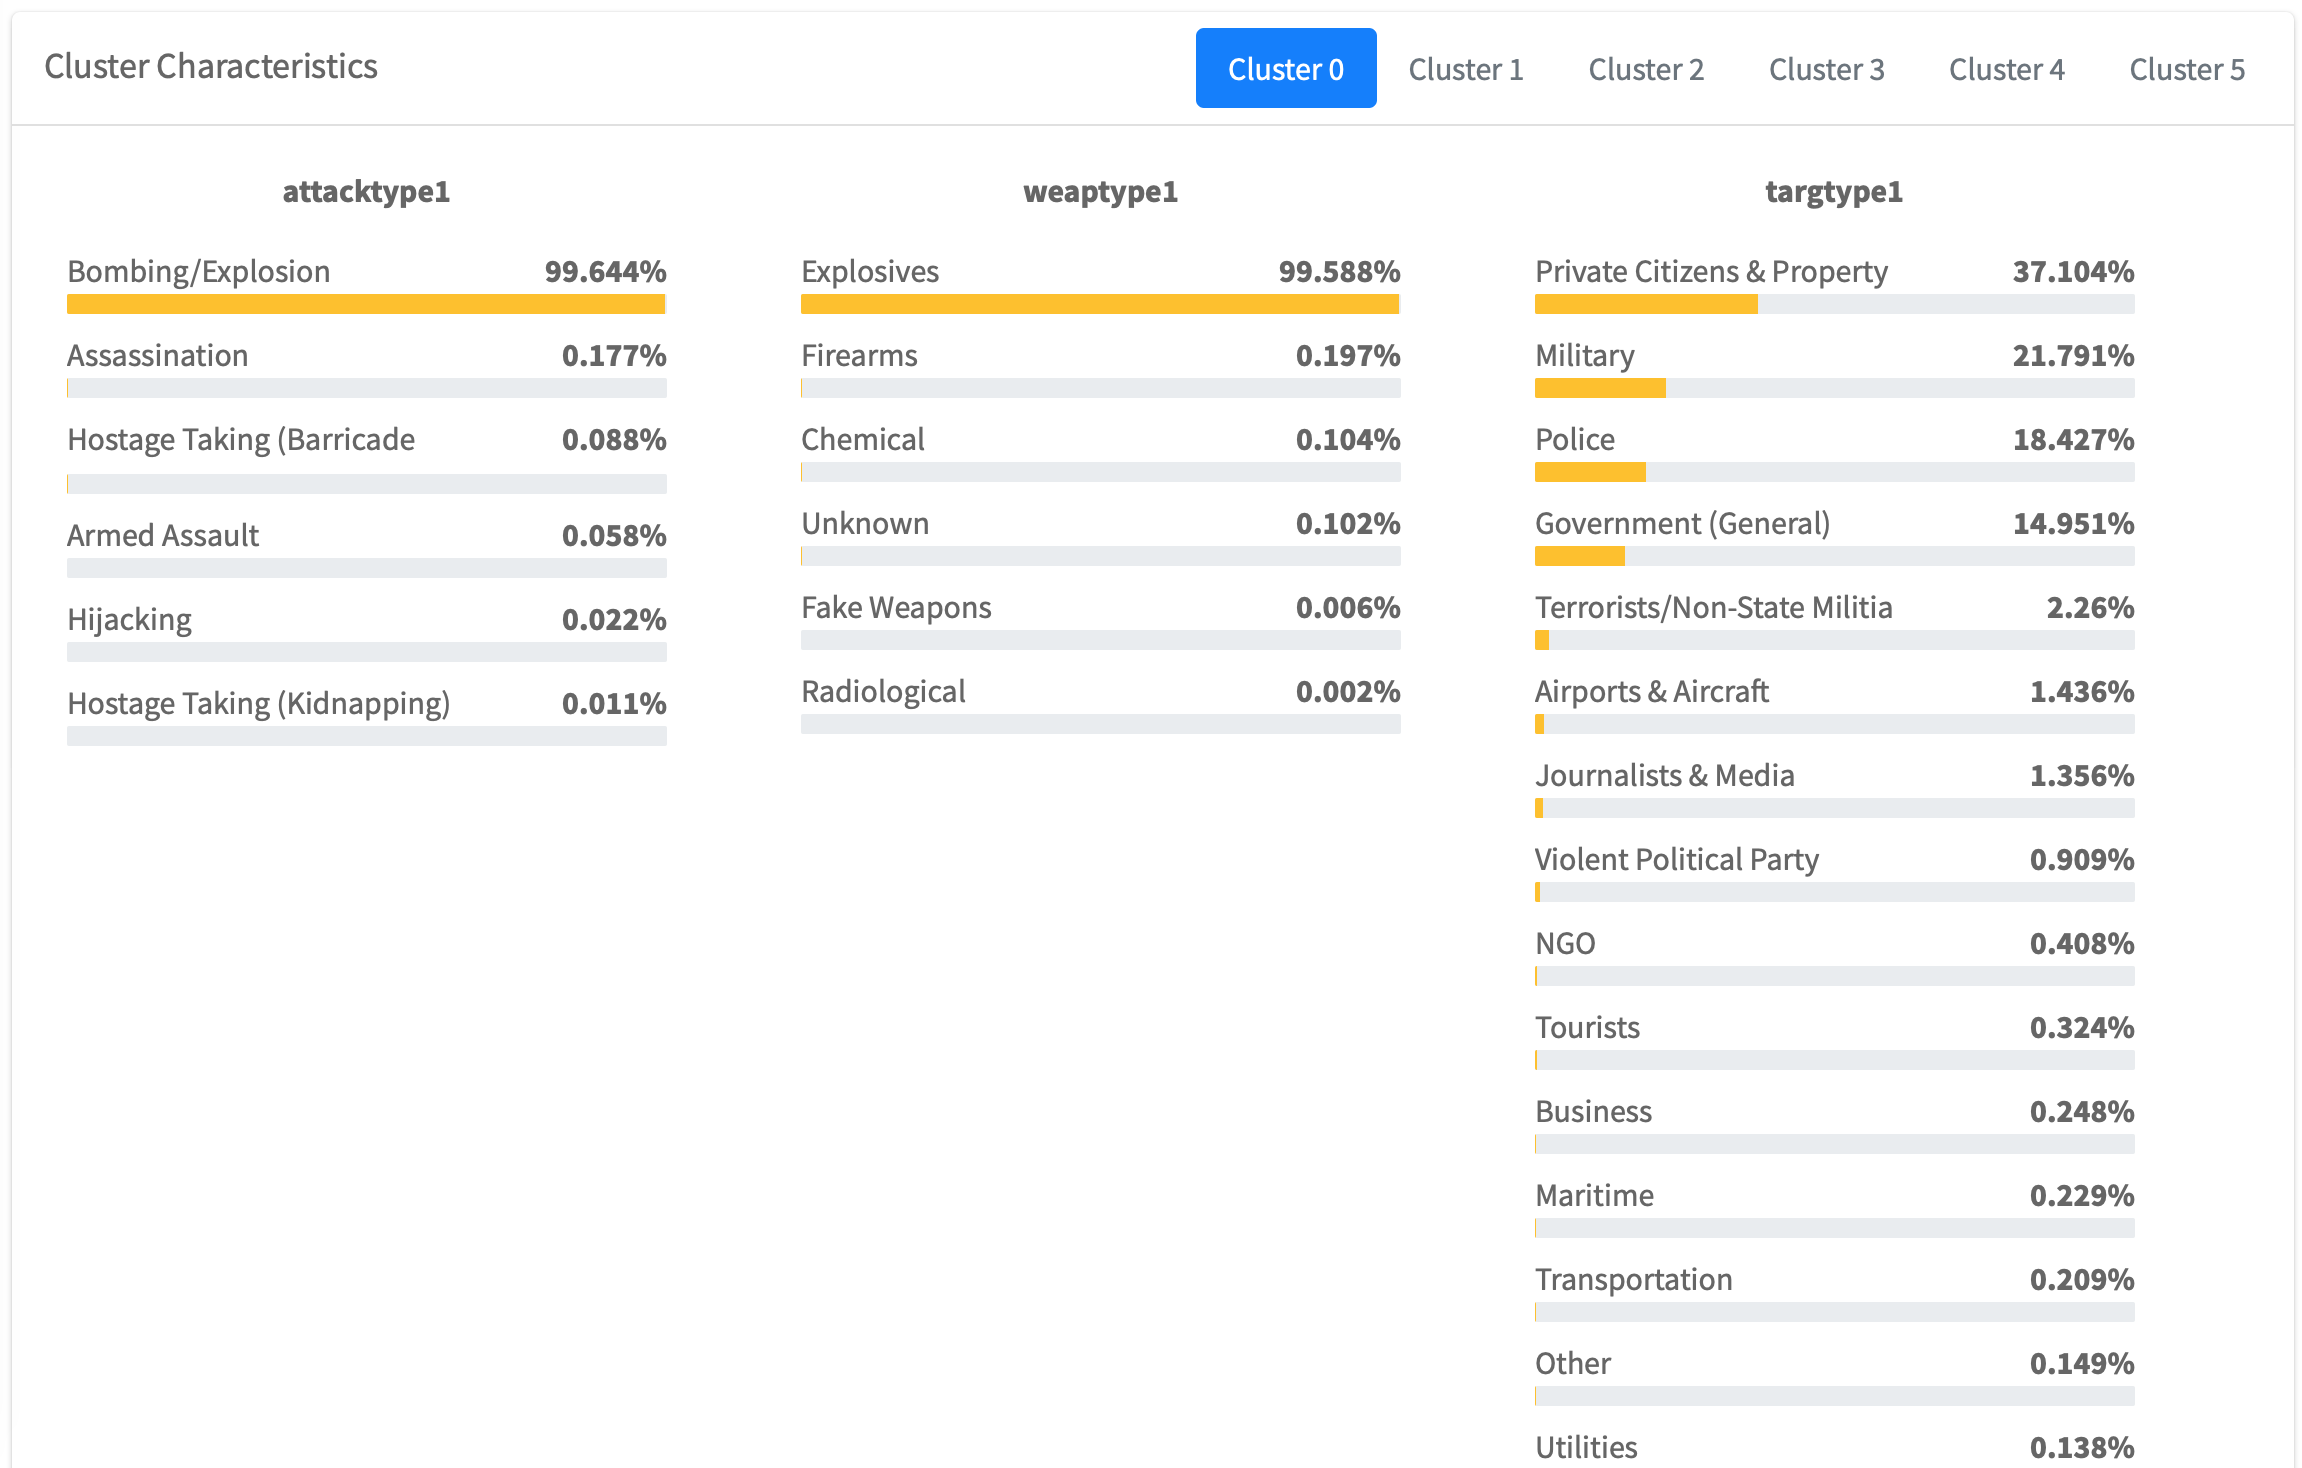 Cluster Characteristics
Cluster 0
Cluster 1
Cluster 2
Cluster 3
Cluster 4
Cluster 5
attacktype1
Bombing/Explosion 99.644%
Assassination 0.177%
Hostage Taking (Barricade 0.088%
Armed Assault 0.058%
Hijacking 0.022%
Hostage Taking (Kidnapping) 0.011%
weaptype1
Explosives 99.588%
Firearms 0.197%
Chemical 0.104%
Unknown 0.102%
Fake Weapons 0.006%
Radiological 0.002%
targtype1
Private Citizens & Property 37.104%
Military 21.791%
Police 18.427%
Government (General) 14.951%
Terrorists/Non-State Militia 2.26%
Airports & Aircraft 1.436%
Journalists & Media 1.356%
Violent Political Party 0.909%
NGO 0.408%
Tourists 0.324%
Business 0.248%
Maritime 0.229%
Transportation 0.209%
Other 0.149%
Utilities 0.138%